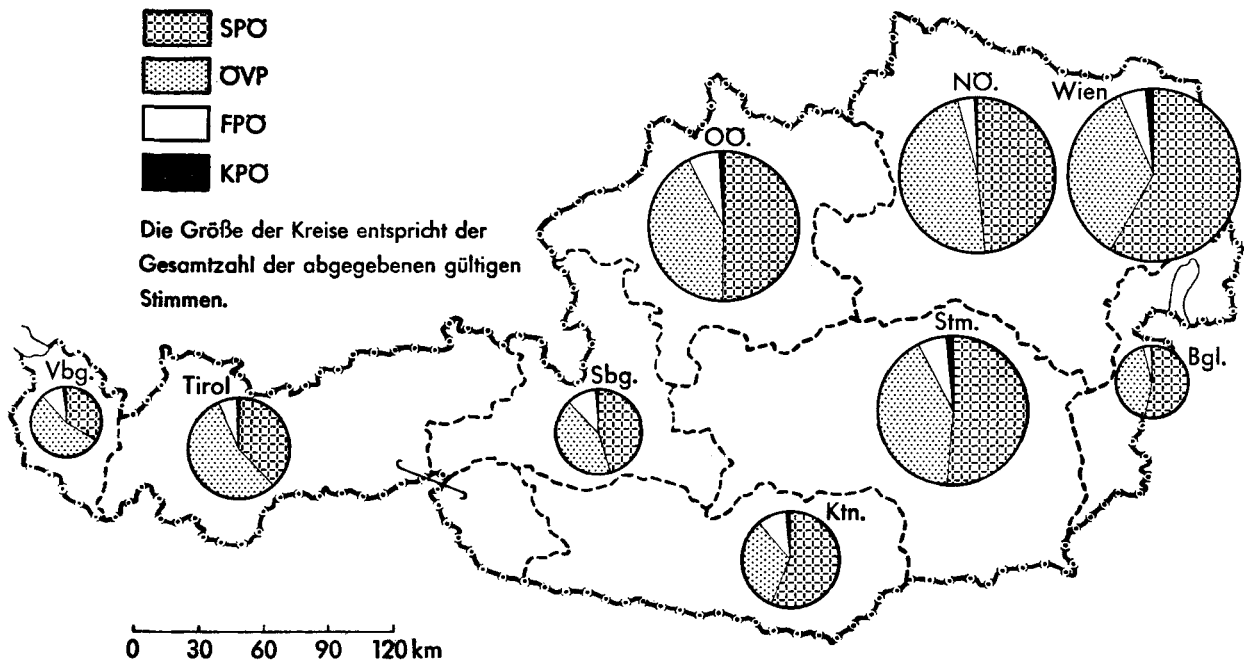 SPÖ
ÖVP
FPÖ
KPÖ
Die Größe der Kreise entspricht der
Gesamtzahl der abgegebenen gültigen
Stimmen.
OÖ.
NÖ.
Wien
Stm.
Bgl.
Vbg.
Tirol
Sbg.
Ktn.
0 30 60 90 120 km